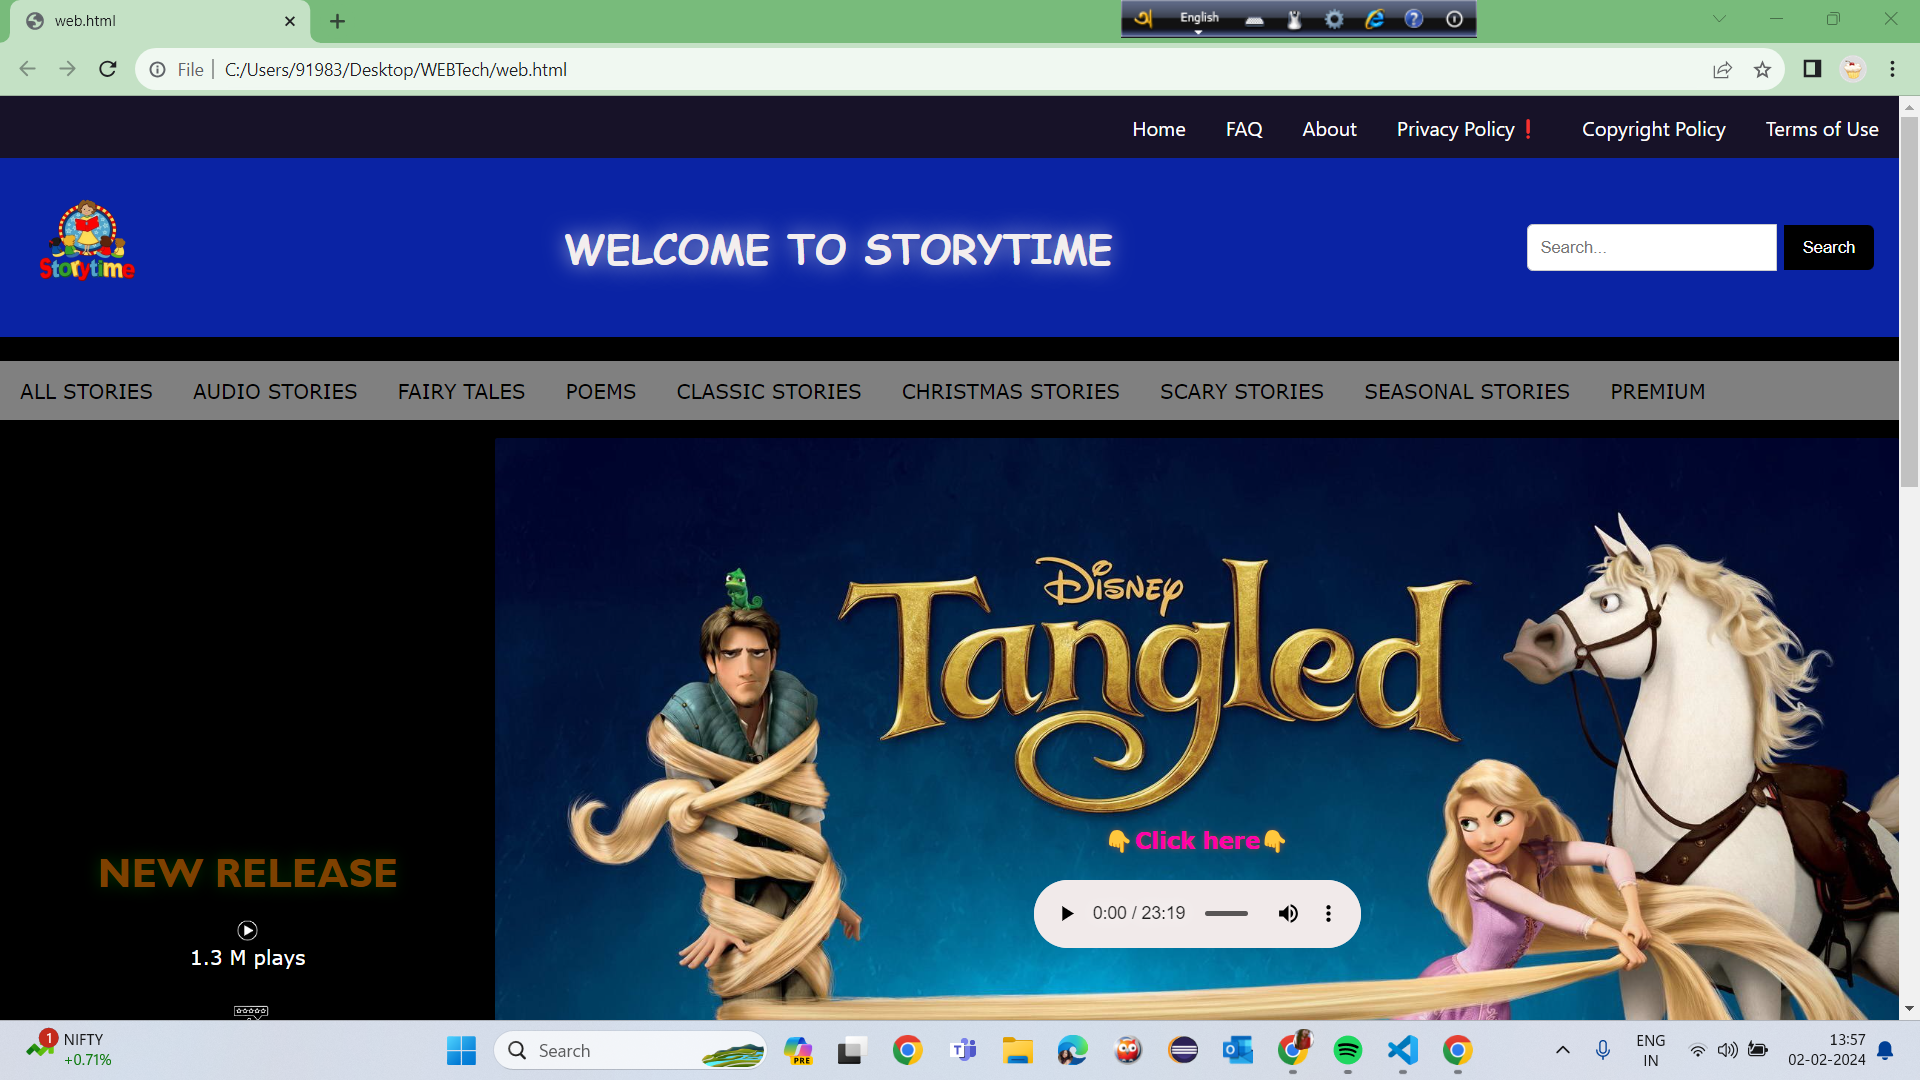 web.html
অ English
File C:/Users/91983/Desktop/WEBTech/web.html
Home FAQ About Privacy Policy❗ Copyright Policy Terms of Use
Storytime
WELCOME TO STORYTIME
Search... Search
ALL STORIES AUDIO STORIES FAIRY TALES POEMS CLASSIC STORIES CHRISTMAS STORIES SCARY STORIES SEASONAL STORIES PREMIUM
Disney
Tangled
👇Click here👇
0:00 / 23:19
NEW RELEASE
1.3 M plays
1 NIFTY
+0.71%
Search
PRE
ENG
IN
13:57
02-02-2024